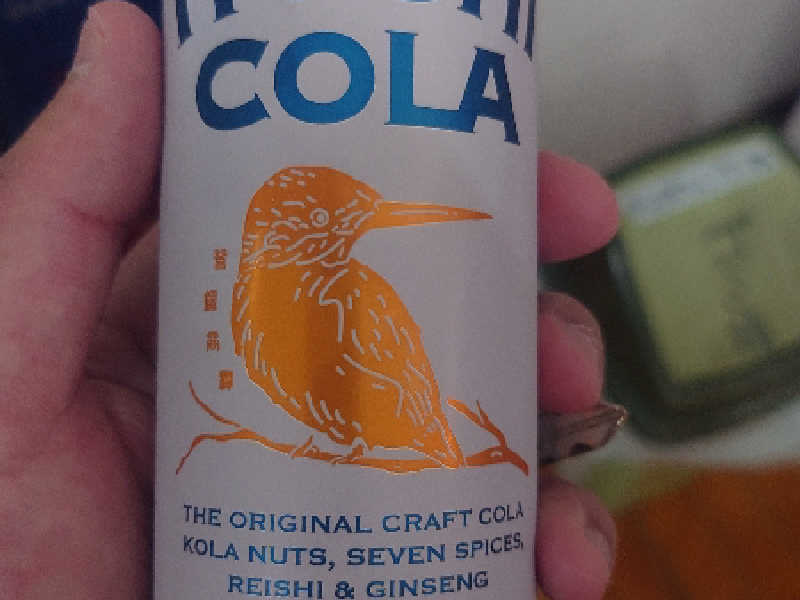 COLA
THE ORIGINAL CRAFT COLA
KOLA NUTS, SEVEN SPICES,
REISHI & GINSENG